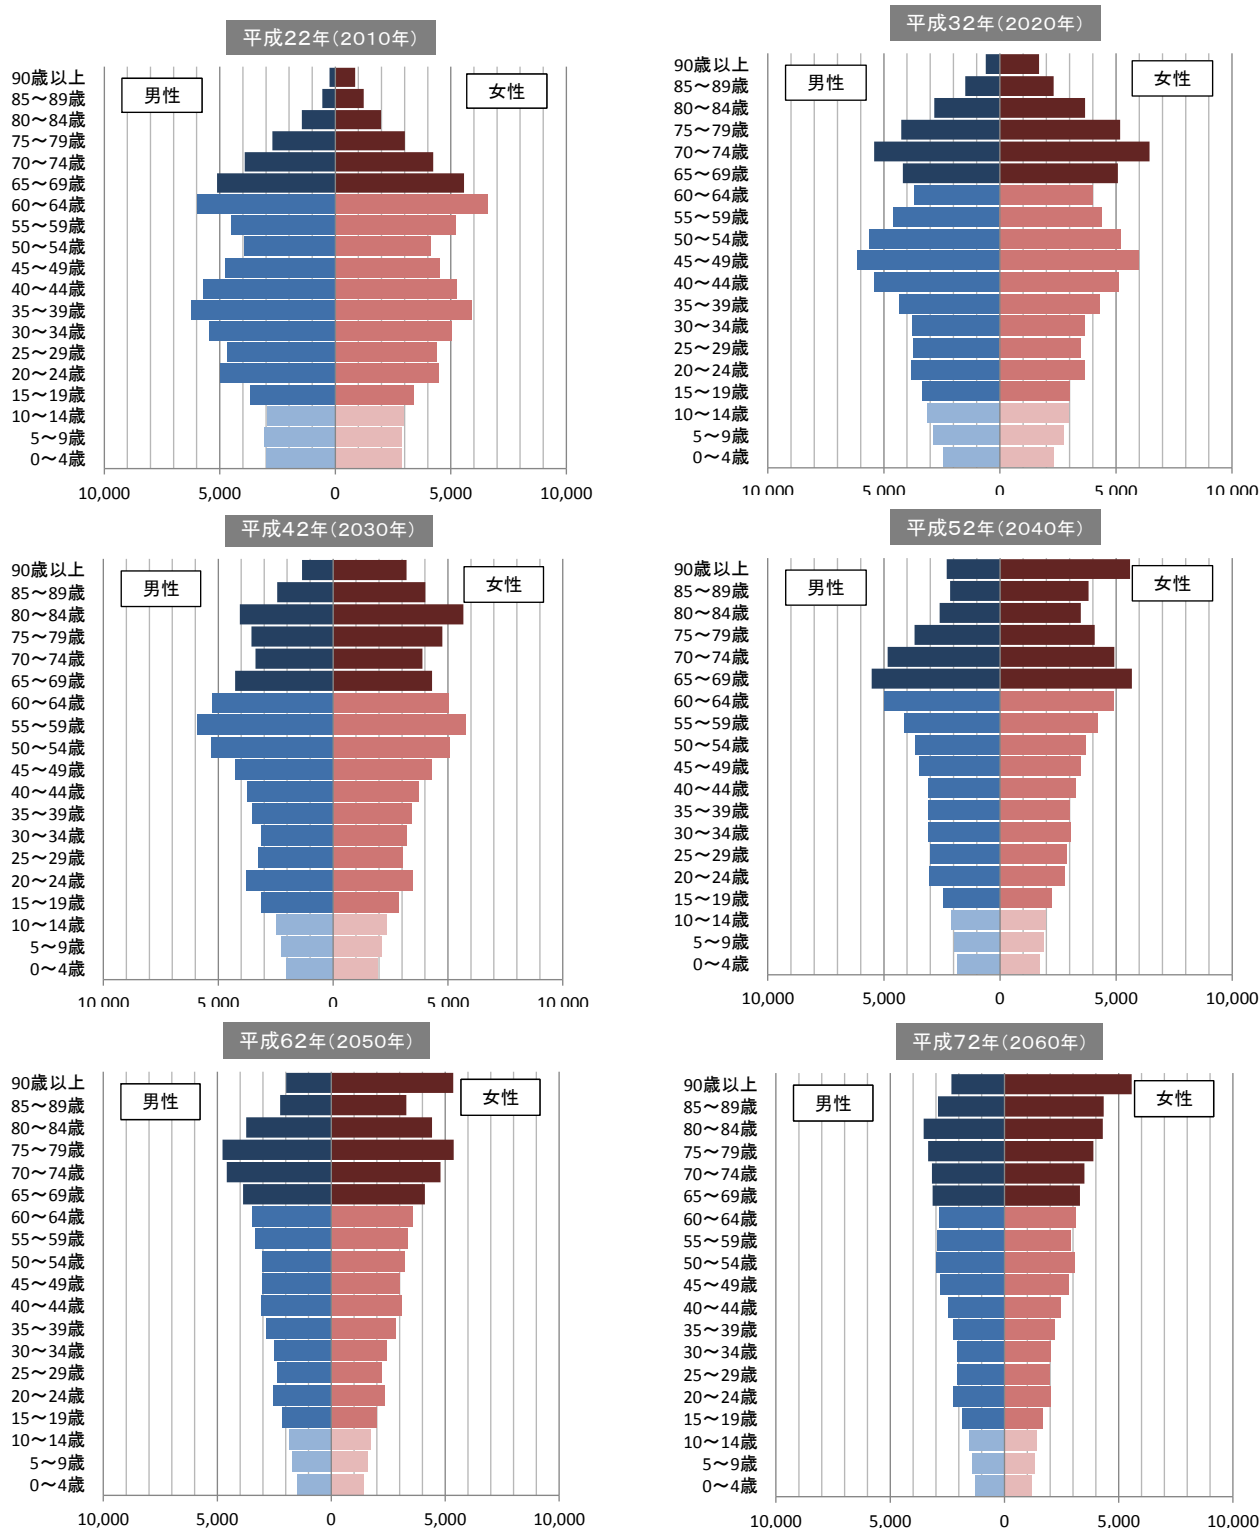 平成22年(2010年)
男性
女性
90歳以上
85～89歳
80～84歳
75～79歳
70～74歳
65～69歳
60～64歳
55～59歳
50～54歳
45～49歳
40～44歳
35～39歳
30～34歳
25～29歳
20～24歳
15～19歳
10～14歳
5～9歳
0～4歳
10,000 5,000 0 5,000 10,000
平成32年(2020年)
男性
女性
90歳以上
85～89歳
80～84歳
75～79歳
70～74歳
65～69歳
60～64歳
55～59歳
50～54歳
45～49歳
40～44歳
35～39歳
30～34歳
25～29歳
20～24歳
15～19歳
10～14歳
5～9歳
0～4歳
10,000 5,000 0 5,000 10,000
平成42年(2030年)
男性
女性
90歳以上
85～89歳
80～84歳
75～79歳
70～74歳
65～69歳
60～64歳
55～59歳
50～54歳
45～49歳
40～44歳
35～39歳
30～34歳
25～29歳
20～24歳
15～19歳
10～14歳
5～9歳
0～4歳
10,000 5,000 0 5,000 10,000
平成52年(2040年)
男性
女性
90歳以上
85～89歳
80～84歳
75～79歳
70～74歳
65～69歳
60～64歳
55～59歳
50～54歳
45～49歳
40～44歳
35～39歳
30～34歳
25～29歳
20～24歳
15～19歳
10～14歳
5～9歳
0～4歳
10,000 5,000 0 5,000 10,000
平成62年(2050年)
男性
女性
90歳以上
85～89歳
80～84歳
75～79歳
70～74歳
65～69歳
60～64歳
55～59歳
50～54歳
45～49歳
40～44歳
35～39歳
30～34歳
25～29歳
20～24歳
15～19歳
10～14歳
5～9歳
0～4歳
10,000 5,000 0 5,000 10,000
平成72年(2060年)
男性
女性
90歳以上
85～89歳
80～84歳
75～79歳
70～74歳
65～69歳
60～64歳
55～59歳
50～54歳
45～49歳
40～44歳
35～39歳
30～34歳
25～29歳
20～24歳
15～19歳
10～14歳
5～9歳
0～4歳
10,000 5,000 0 5,000 10,000